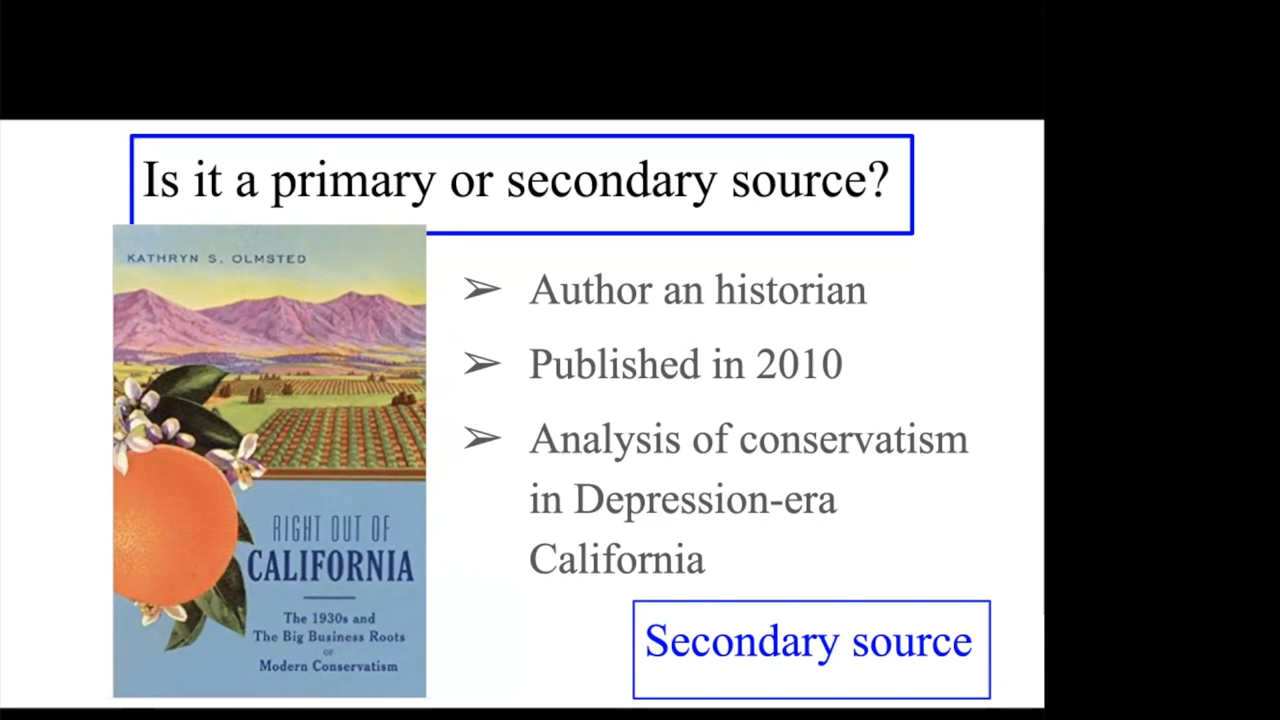 Is it a primary or secondary source?
KATHRYN S. OLMSTED
RIGHT OUT OF
CALIFORNIA
The 1930s and
The Big Business Roots
OF
Modern Conservatism
➢ Author an historian
➢ Published in 2010
➢ Analysis of conservatism
in Depression-era
California
Secondary source